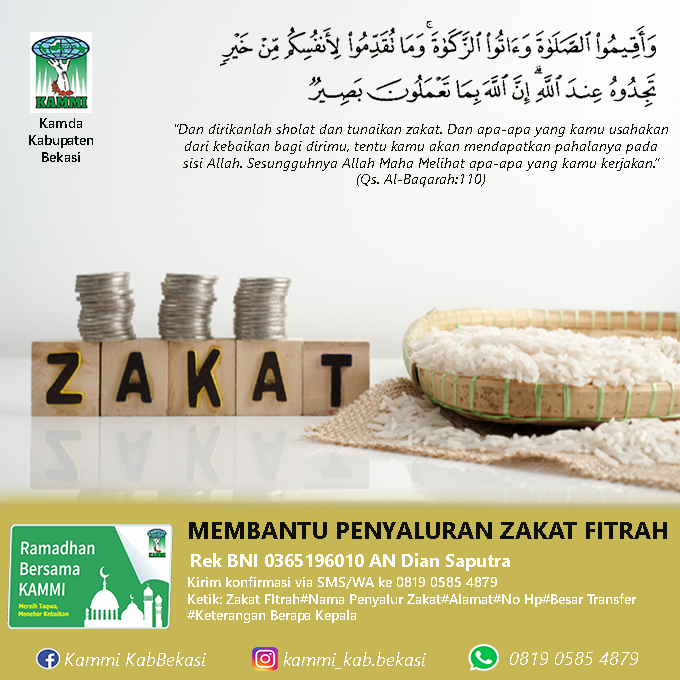 وَأَقِيمُوا۟ ٱلصَّلَوٰةَ وَءَاتُوا۟ ٱلزَّكَوٰةَ ۚ وَمَا تُقَدِّمُوا۟ لِأَنفُسِكُم مِّنْ خَيْرٍ
تَجِدُوهُ عِندَ ٱللَّهِ ۗ إِنَّ ٱللَّهَ بِمَا تَعْمَلُونَ بَصِيرٌ
KAMMI
Kamda
Kabupaten
Bekasi
"Dan dirikanlah sholat dan tunaikan zakat. Dan apa-apa yang kamu usahakan
dari kebaikan bagi dirimu, tentu kamu akan mendapatkan pahalanya pada
sisi Allah. Sesungguhnya Allah Maha Melihat apa-apa yang kamu kerjakan."
(Qs. Al-Baqarah:110)
ZAKAT
MEMBANTU PENYALURAN ZAKAT FITRAH
Rek BNI 0365196010 AN Dian Saputra
Kirim konfirmasi via SMS/WA ke 0819 0585 4879
Ketik: Zakat FItrah#Nama Penyalur Zakat#Alamat#No Hp#Besar Transfer
#Keterangan Berapa Kepala
KAMMI
Ramadhan
Bersama
KAMMI
Meraih Taqwa,
Menebar Kebaikan
Kammi KabBekasi
kammi_kab.bekasi
0819 0585 4879